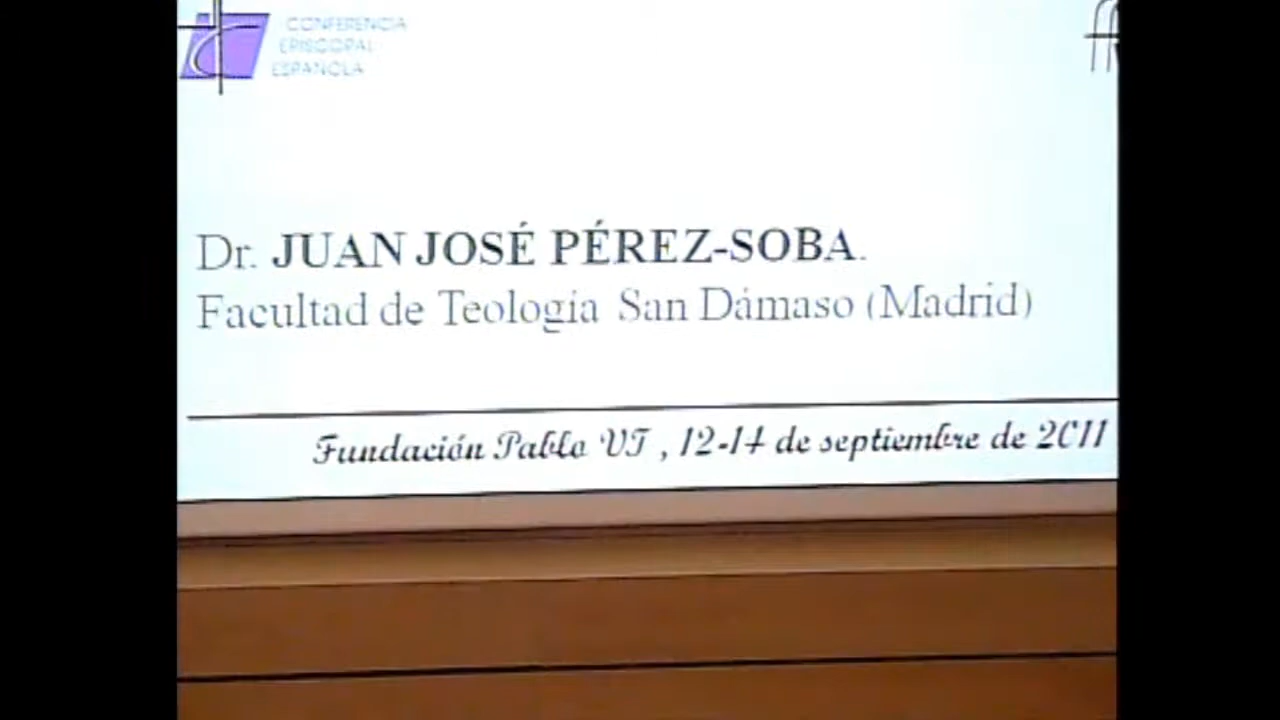 CONFERENCIA
EPISCOPAL
ESPAÑOLA
Dr. JUAN JOSÉ PÉREZ-SOBA.
Facultad de Teología San Dámaso (Madrid)
Fundación Pablo VI , 12-14 de septiembre de 2011